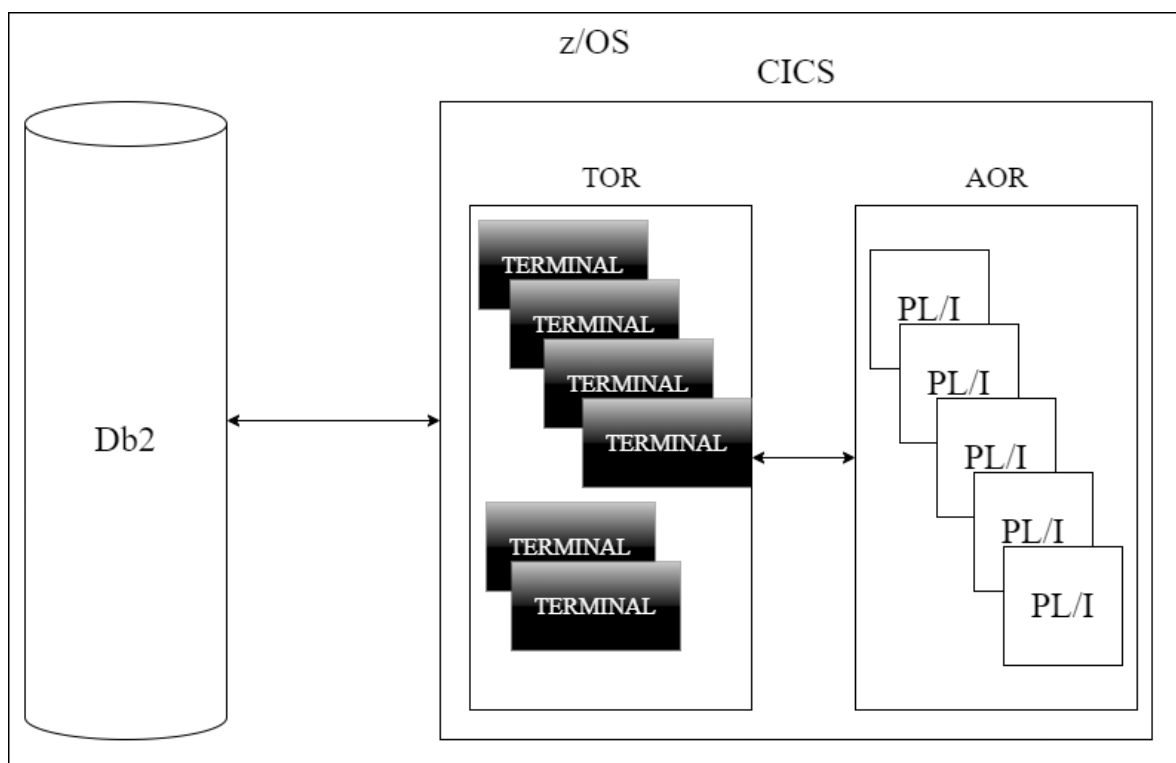 z/OS
CICS
TOR
AOR
TERMINAL
TERMINAL
TERMINAL
TERMINAL
TERMINAL
TERMINAL
PL/I
PL/I
PL/I
PL/I
PL/I
Db2